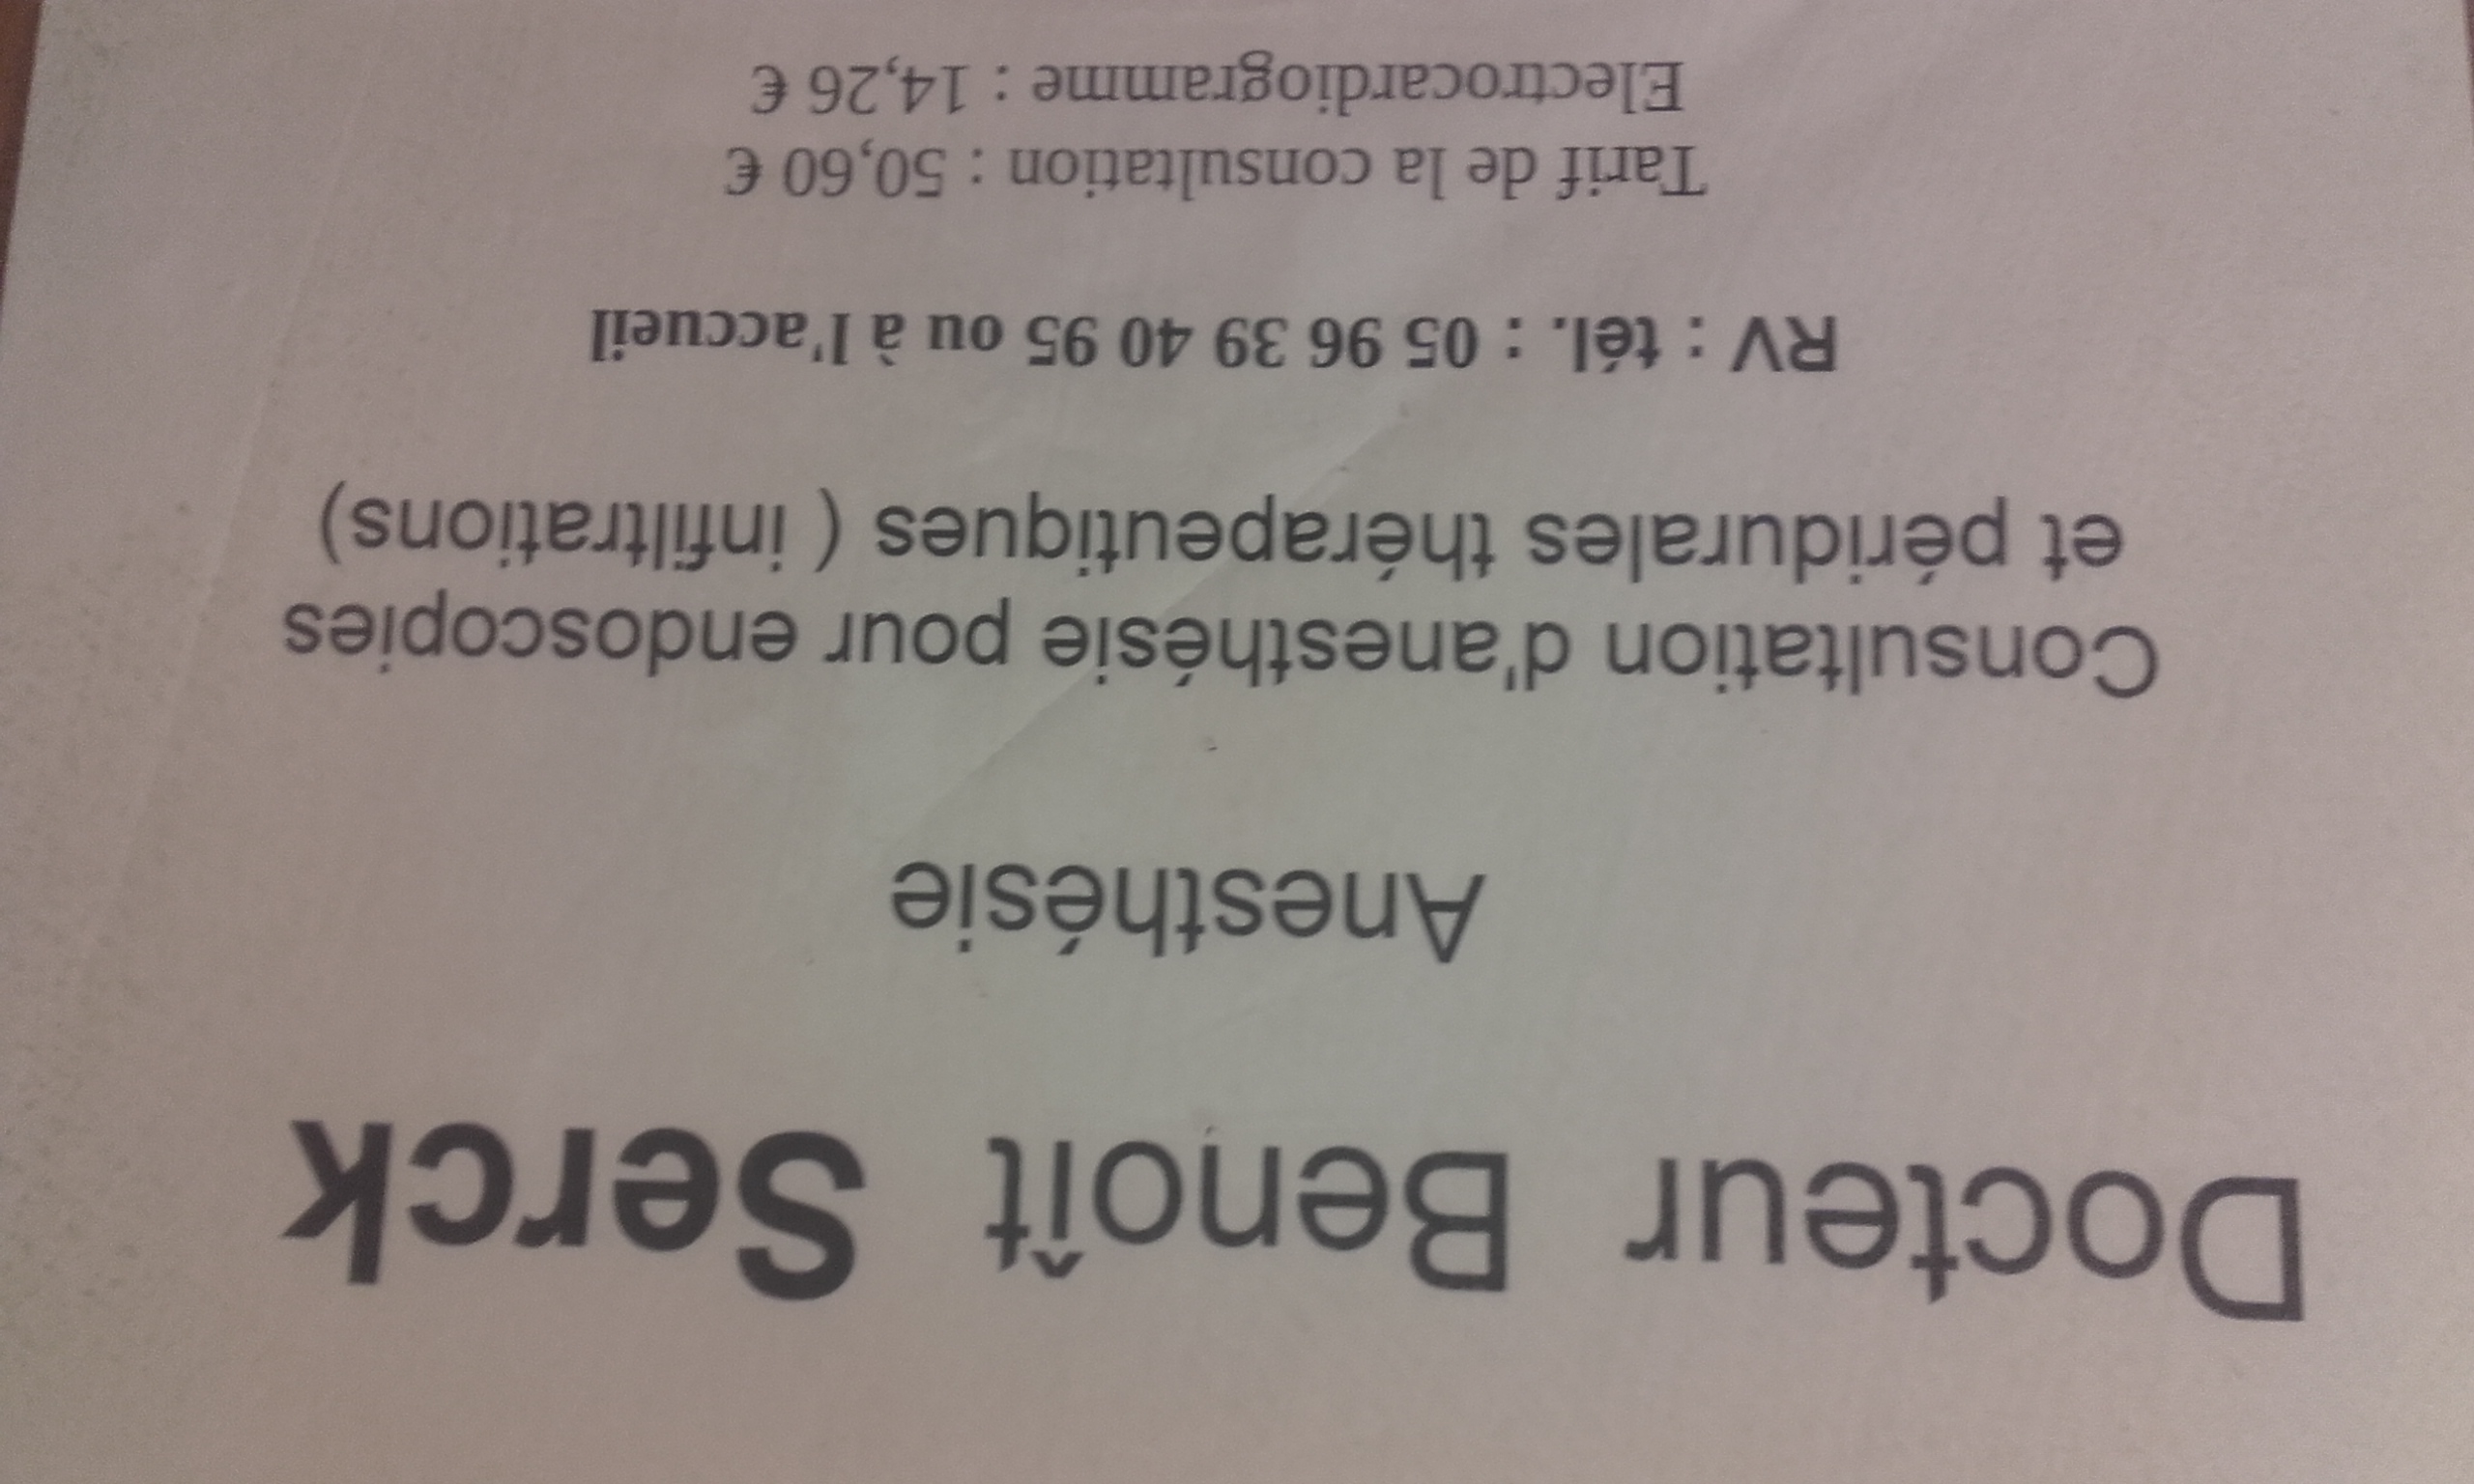 Docteur Benoît Serck
Anesthésie
Consultation d'anesthésie pour endoscopies
et péridurales thérapeutiques ( infiltrations)
RV : tél. : 05 96 39 40 95 ou à l'accueil
Tarif de la consultation : 50,60 €
Electrocardiogramme : 14,26 €